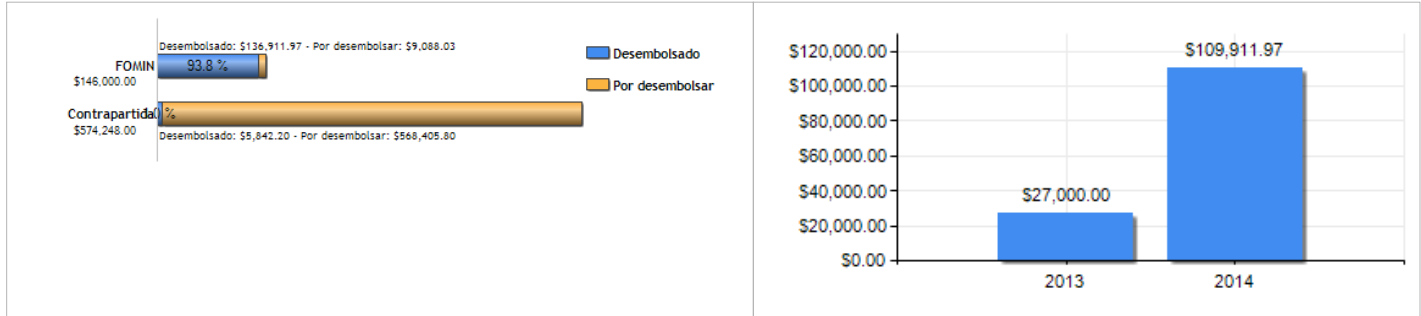 Desembolsado: $136,911.97 - Por desembolsar: $9,088.03
FOMIN
93.8 %
$146,000.00
Contrapartida
%
$574,248.00
Desembolsado: $5,842.20 - Por desembolsar: $568,405.80
Desembolsado
Por desembolsar
$120,000.00
$100,000.00
$80,000.00
$60,000.00
$40,000.00
$20,000.00
$0.00
$27,000.00
$109,911.97
2013
2014